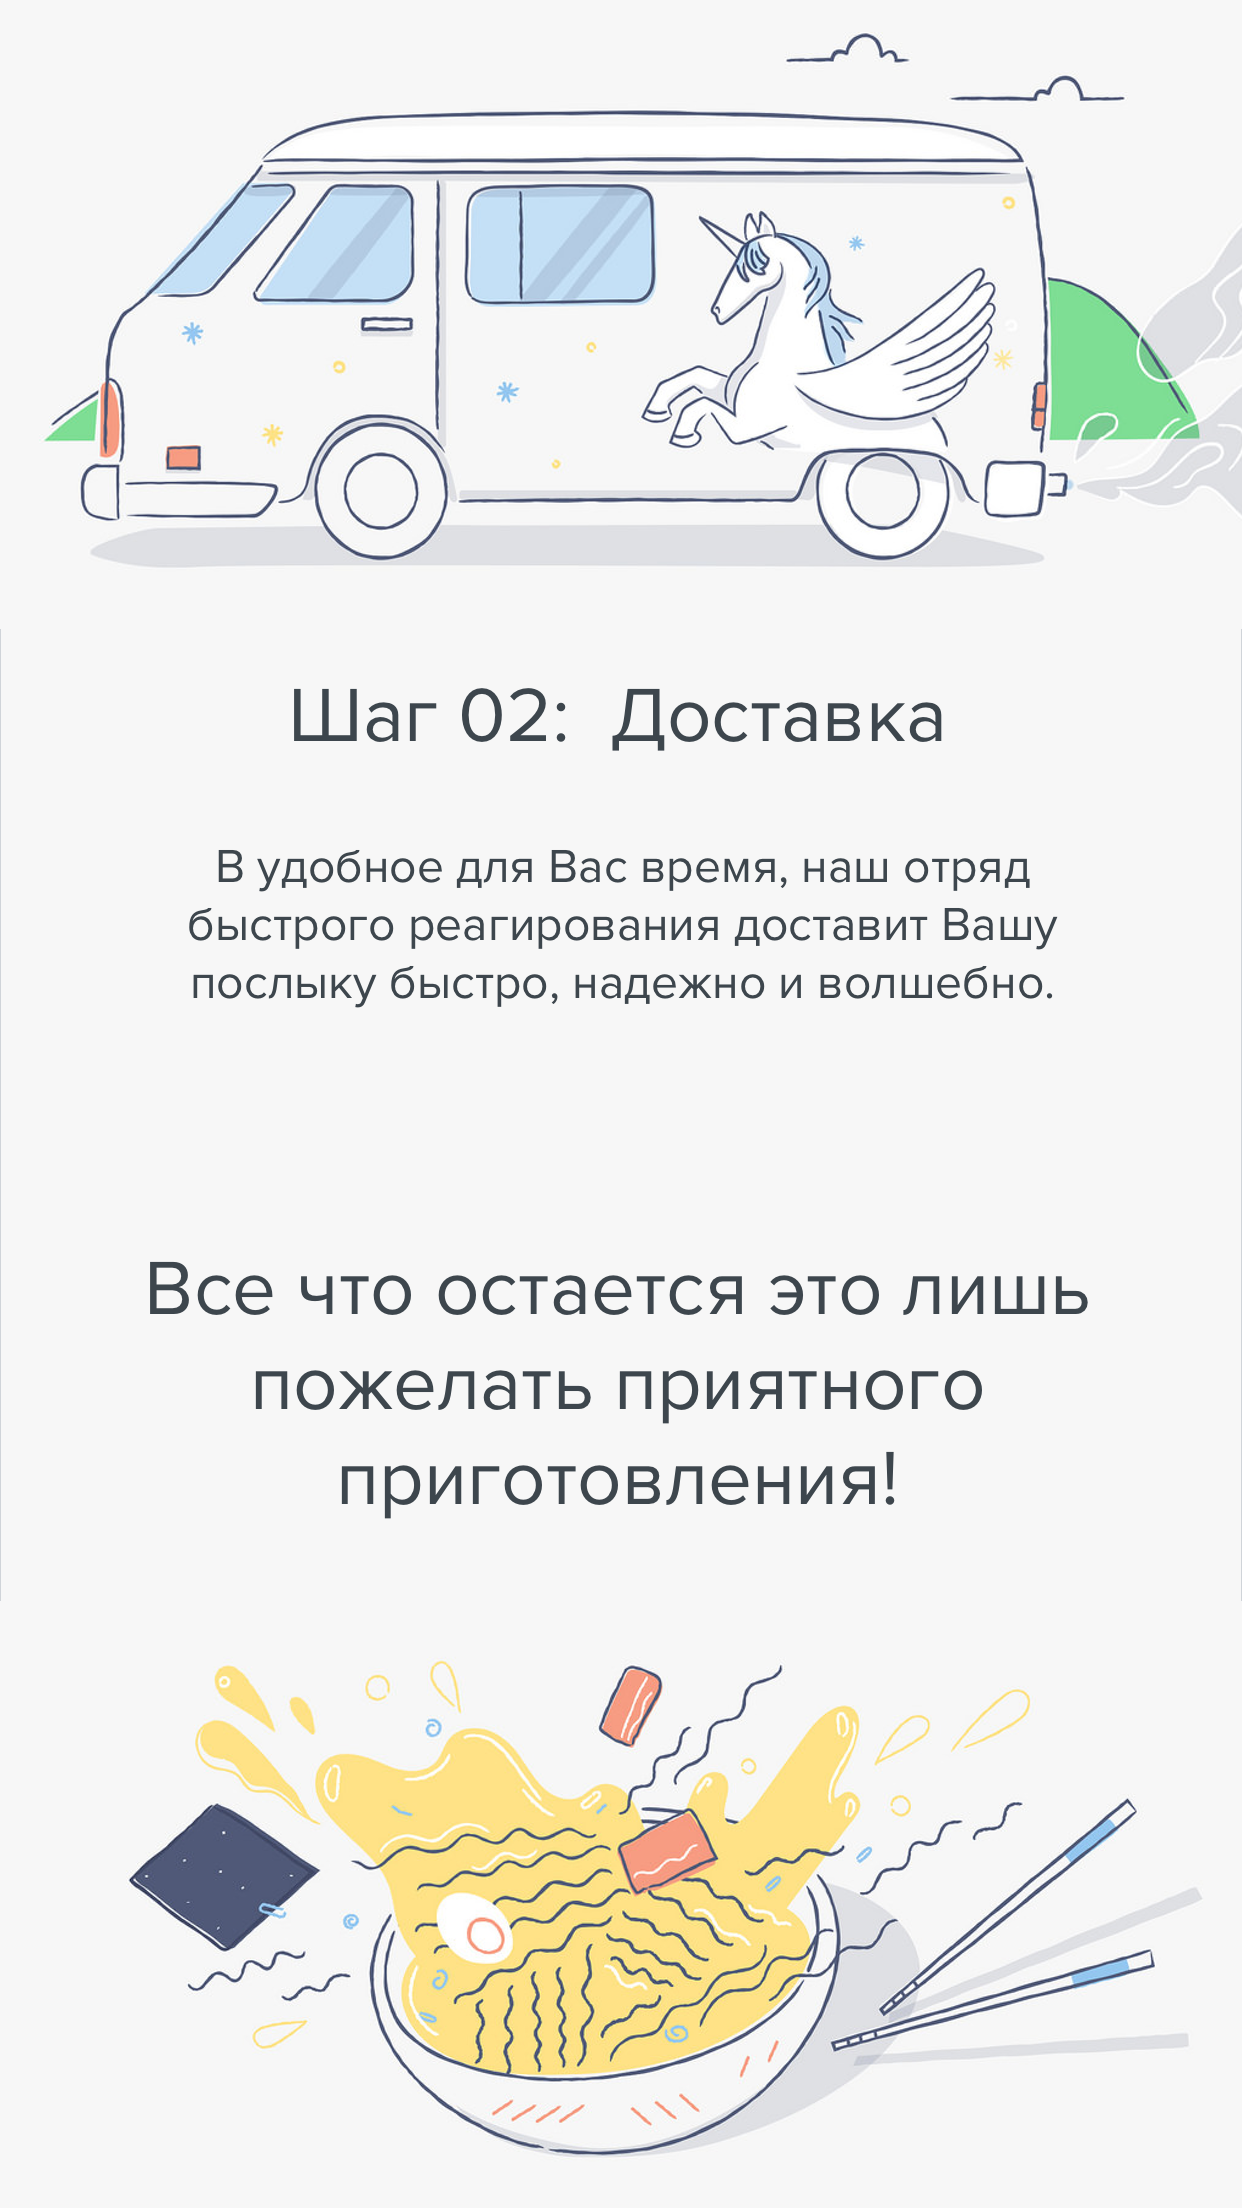 Шаг 02: Доставка
В удобное для Вас время, наш отряд
быстрого реагирования доставит Вашу
послыку быстро, надежно и волшебно.
Все что остается это лишь
пожелать приятного
приготовления!